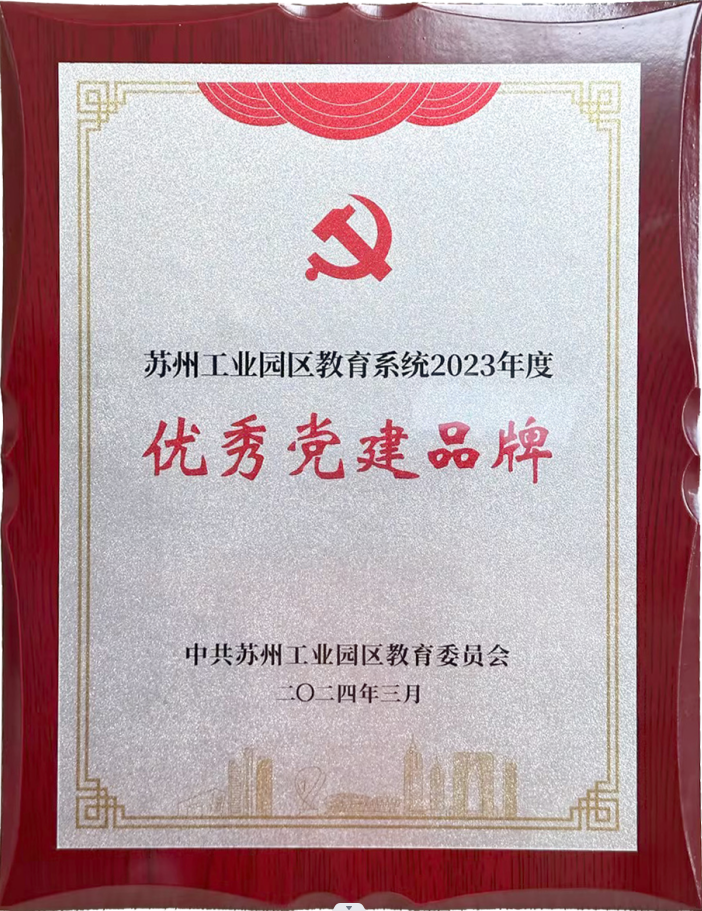 苏州工业园区教育系统2023年度
优秀党建品牌
中共苏州工业园区教育委员会
二〇二四年三月